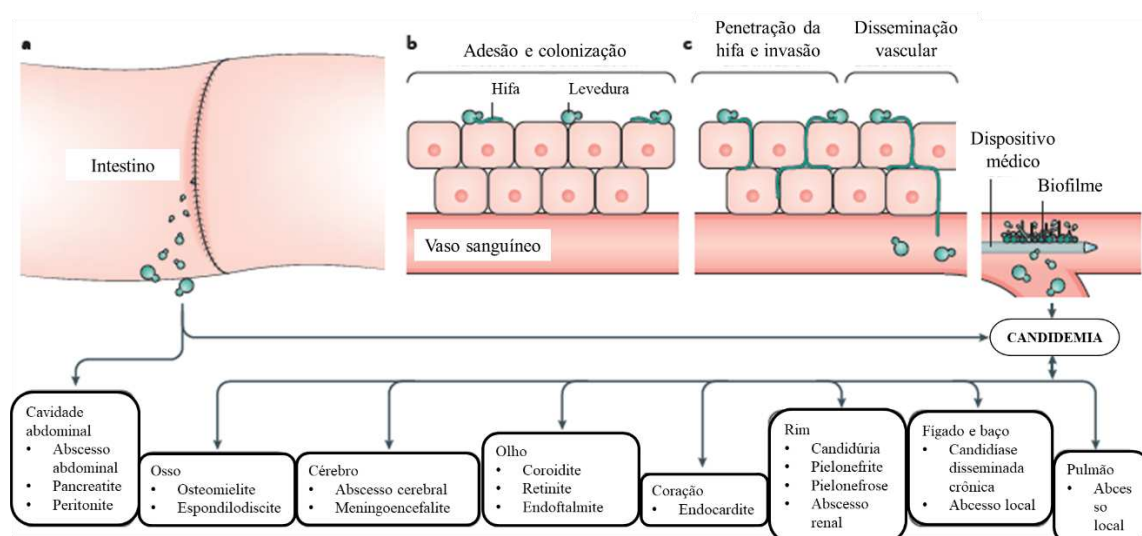 a
Intestino
b
Adesão e colonização
Hifa
Levedura
Vaso sanguíneo
c
Penetração da
hifa e invasão
Disseminação
vascular
Dispositivo
médico
Biofilme
CANDIDEMIA
Cavidade
abdominal
• Abscesso
abdominal
• Pancreatite
• Peritonite
Osso
• Osteomielite
• Espondilodiscite
Cérebro
• Abscesso cerebral
• Meningoencefalite
Olho
• Coroidite
• Retinite
• Endoftalmite
Coração
• Endocardite
Rim
• Candidúria
• Pielonefrite
• Pielonefrose
• Abscesso
renal
Fígado e baço
• Candidíase
disseminada
crônica
• Abcesso local
Pulmão
• Abces
so
local